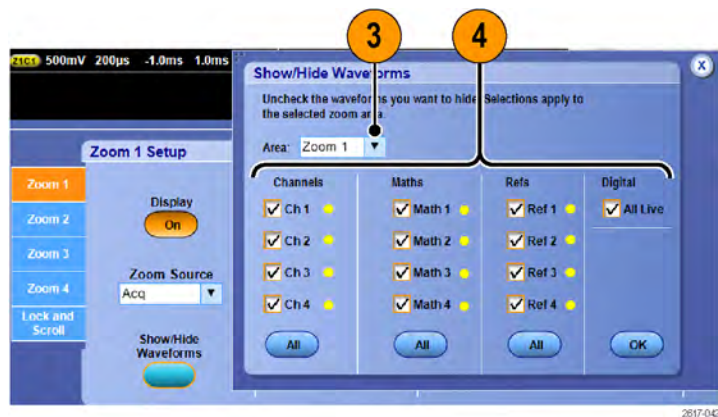 3 4
Z1C1 500mV 200µs -1.0ms 1.0ms
Show/Hide Waveforms
X
Uncheck the waveforms you want to hide. Selections apply to
the selected zoom area.
Area: Zoom 1
Zoom 1 Setup
Channels Maths Refs Digital
Zoom 1
Ch 1 Math 1 Ref 1 All Live
Display
Zoom 2
On
Ch 2 Math 2 Ref 2
Zoom 3
Zoom Source
Ch 3 Math 3 Ref 3
Zoom 4
Acq
Ch 4 Math 4 Ref 4
Lock and
Scroll
Show/Hide
Waveforms
All All All OK
2617-042